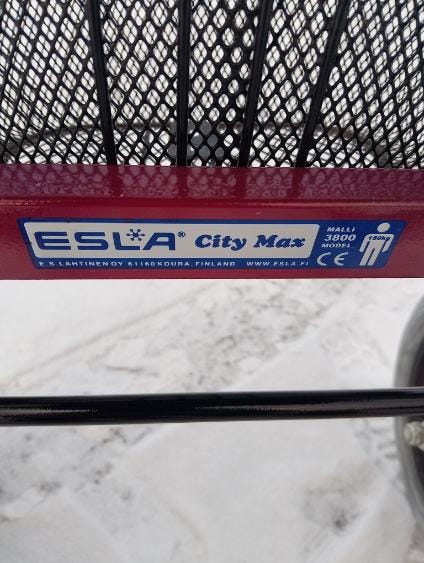 ESLA® City Max
MALLI
3800
MODEL
CE
150kg
E.S. LAHTINEN OY 61160 KOURA, FINLAND WWW.ESLA.FI